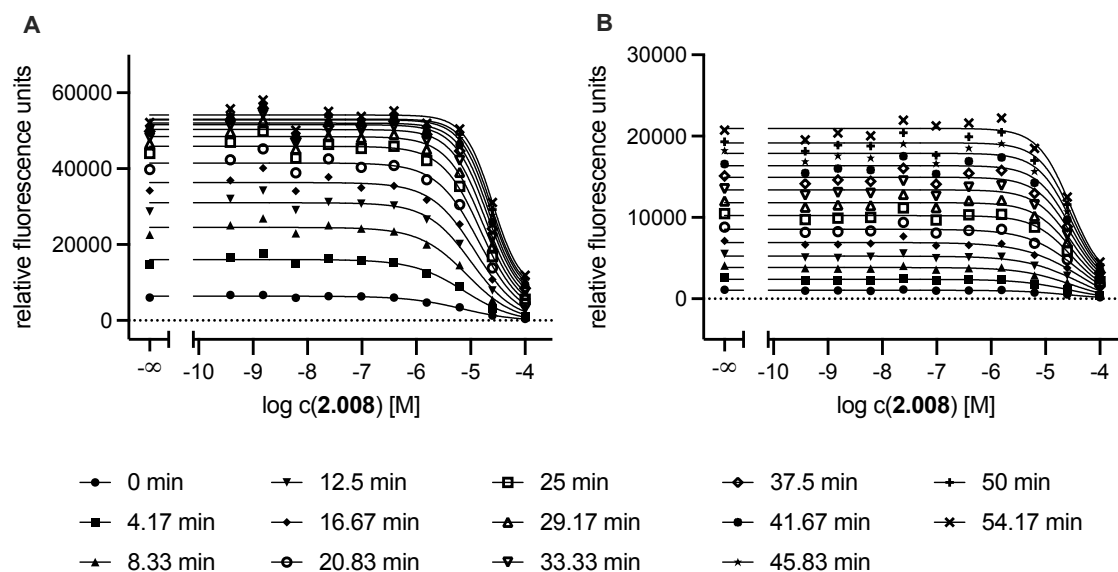 A
B
relative fluorescence units
60000
40000
20000
0
-∞ -10 -9 -8 -7 -6 -5 -4
log c(2.008) [M]
relative fluorescence units
30000
20000
10000
0
-∞ -10 -9 -8 -7 -6 -5 -4
log c(2.008) [M]
0 min 12.5 min 25 min 37.5 min 50 min
4.17 min 16.67 min 29.17 min 41.67 min 54.17 min
8.33 min 20.83 min 33.33 min 45.83 min